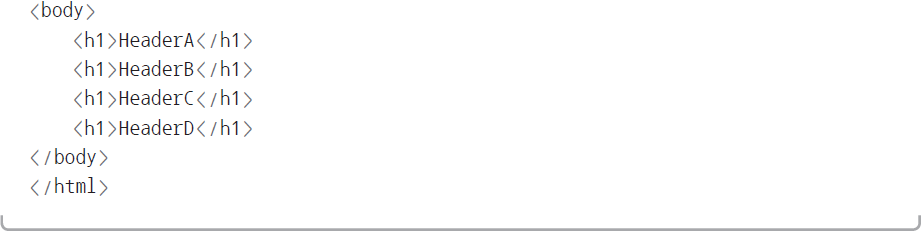 <body>
<h1>HeaderA</h1>
<h1>HeaderB</h1>
<h1>HeaderC</h1>
<h1>HeaderD</h1>
</body>
</html>